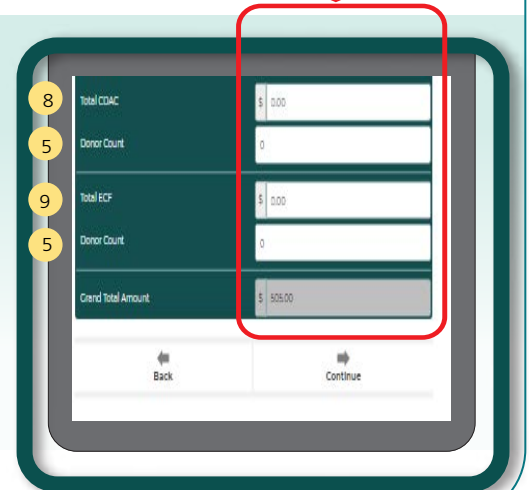 8 Total CDAC $ 0.00
5 Donor Count 0
9 Total ECF $ 0.00
5 Donor Count 0
Grand Total Amount $ 505.00
Back Continue